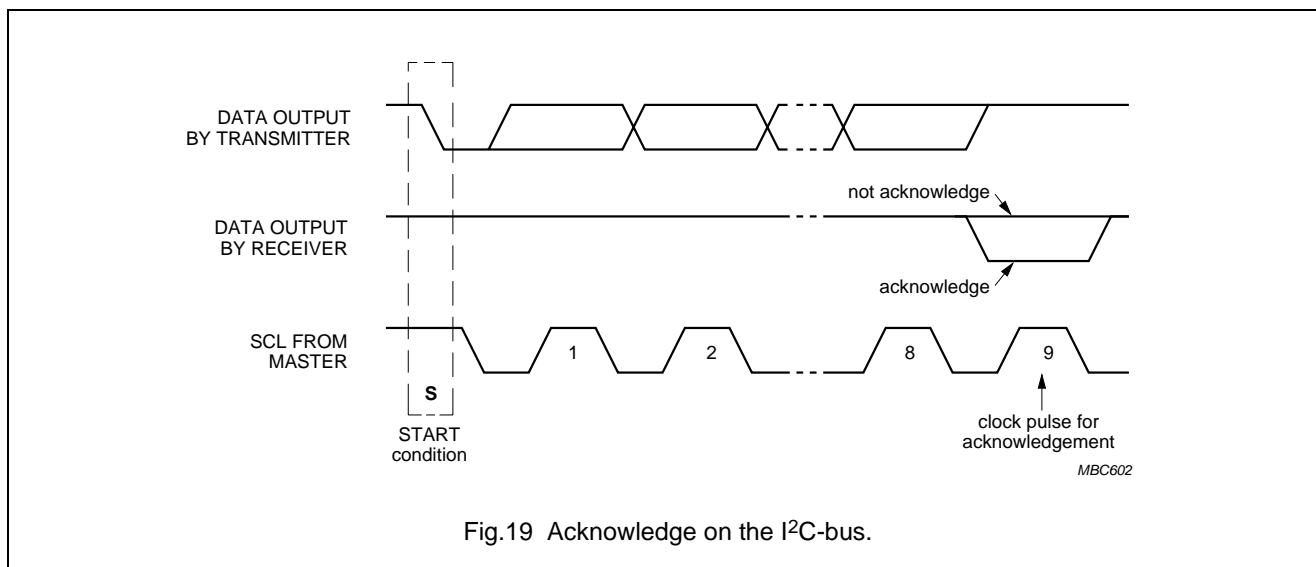 DATA OUTPUT
BY TRANSMITTER
not acknowledge
DATA OUTPUT
BY RECEIVER
acknowledge
SCL FROM
MASTER
1
2
8
9
S
START
condition
clock pulse for
acknowledgement
MBC602
Fig.19 Acknowledge on the I²C-bus.